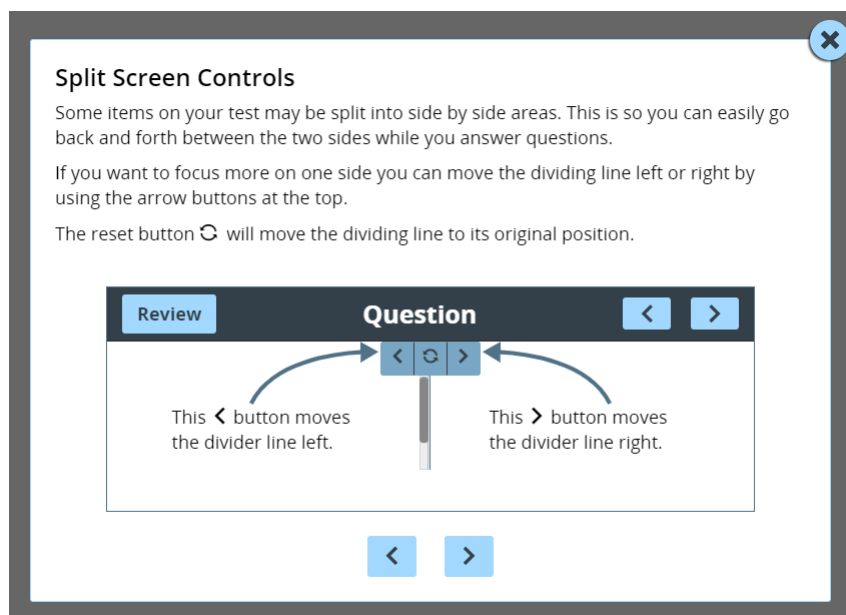 Split Screen Controls
Some items on your test may be split into side by side areas. This is so you can easily go
back and forth between the two sides while you answer questions.
If you want to focus more on one side you can move the dividing line left or right by
using the arrow buttons at the top.
The reset button will move the dividing line to its original position.
Review
Question
This < button moves
the divider line left.
This > button moves
the divider line right.